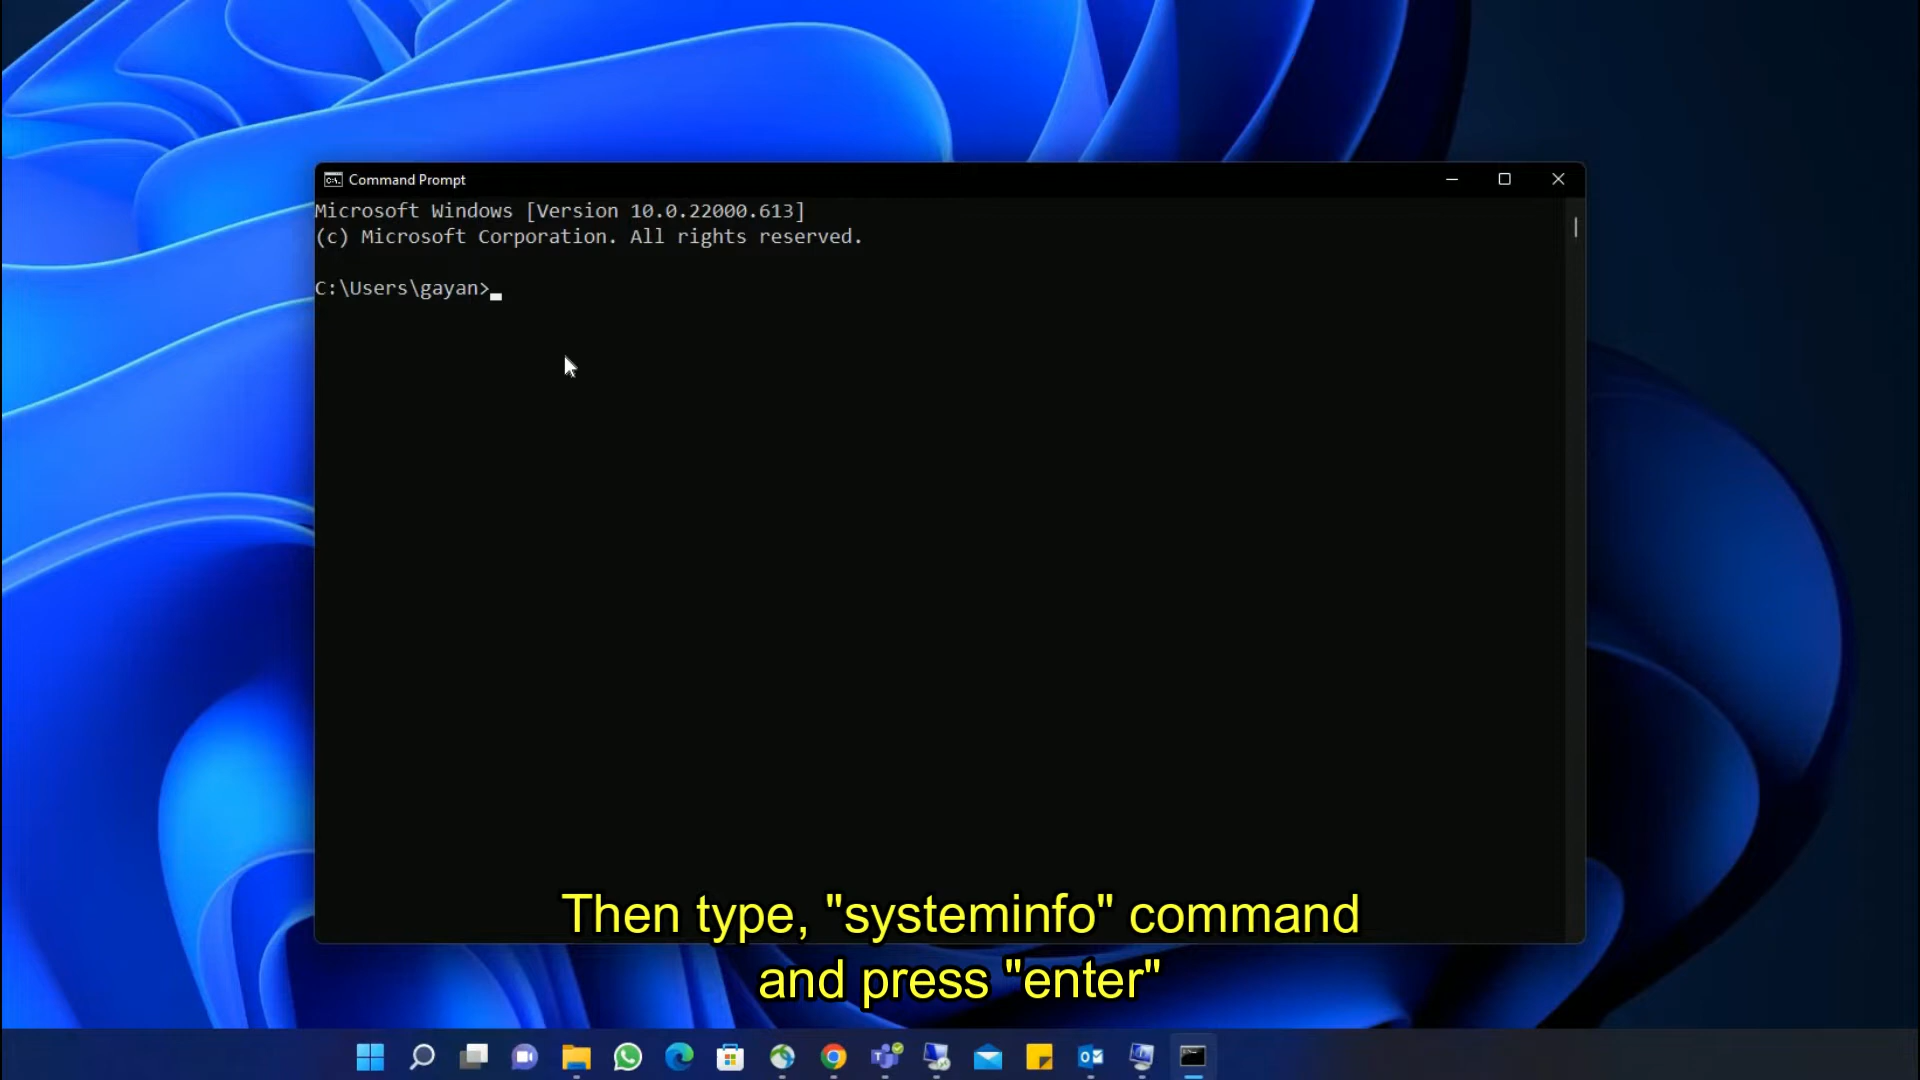 Command Prompt
Microsoft Windows [Version 10.0.22000.613]
(c) Microsoft Corporation. All rights reserved.
C:\Users\gayan>
Then type, "systeminfo" command
and press "enter"